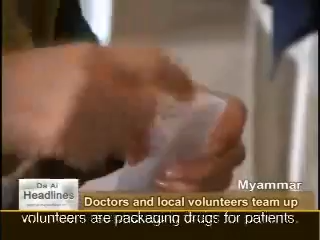 Myanmar
Da Ai
Headlines
Doctors and local volunteers team up
volunteers are packaging drugs for patients.